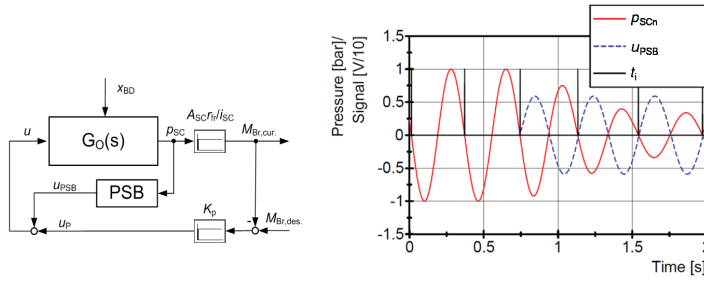 x_BD
A_SC r_fr/i_SC
u
G_O(s)
p_SC
M_Br,cur.
u_PSB
PSB
u_P
K_p
-
M_Br,des.
Pressure [bar]/
Signal [V/10]
1.5
1
0.5
0
-0.5
-1
-1.5
0
0.5
1
1.5
2
Time [s]
p_SCn
u_PSB
t_i